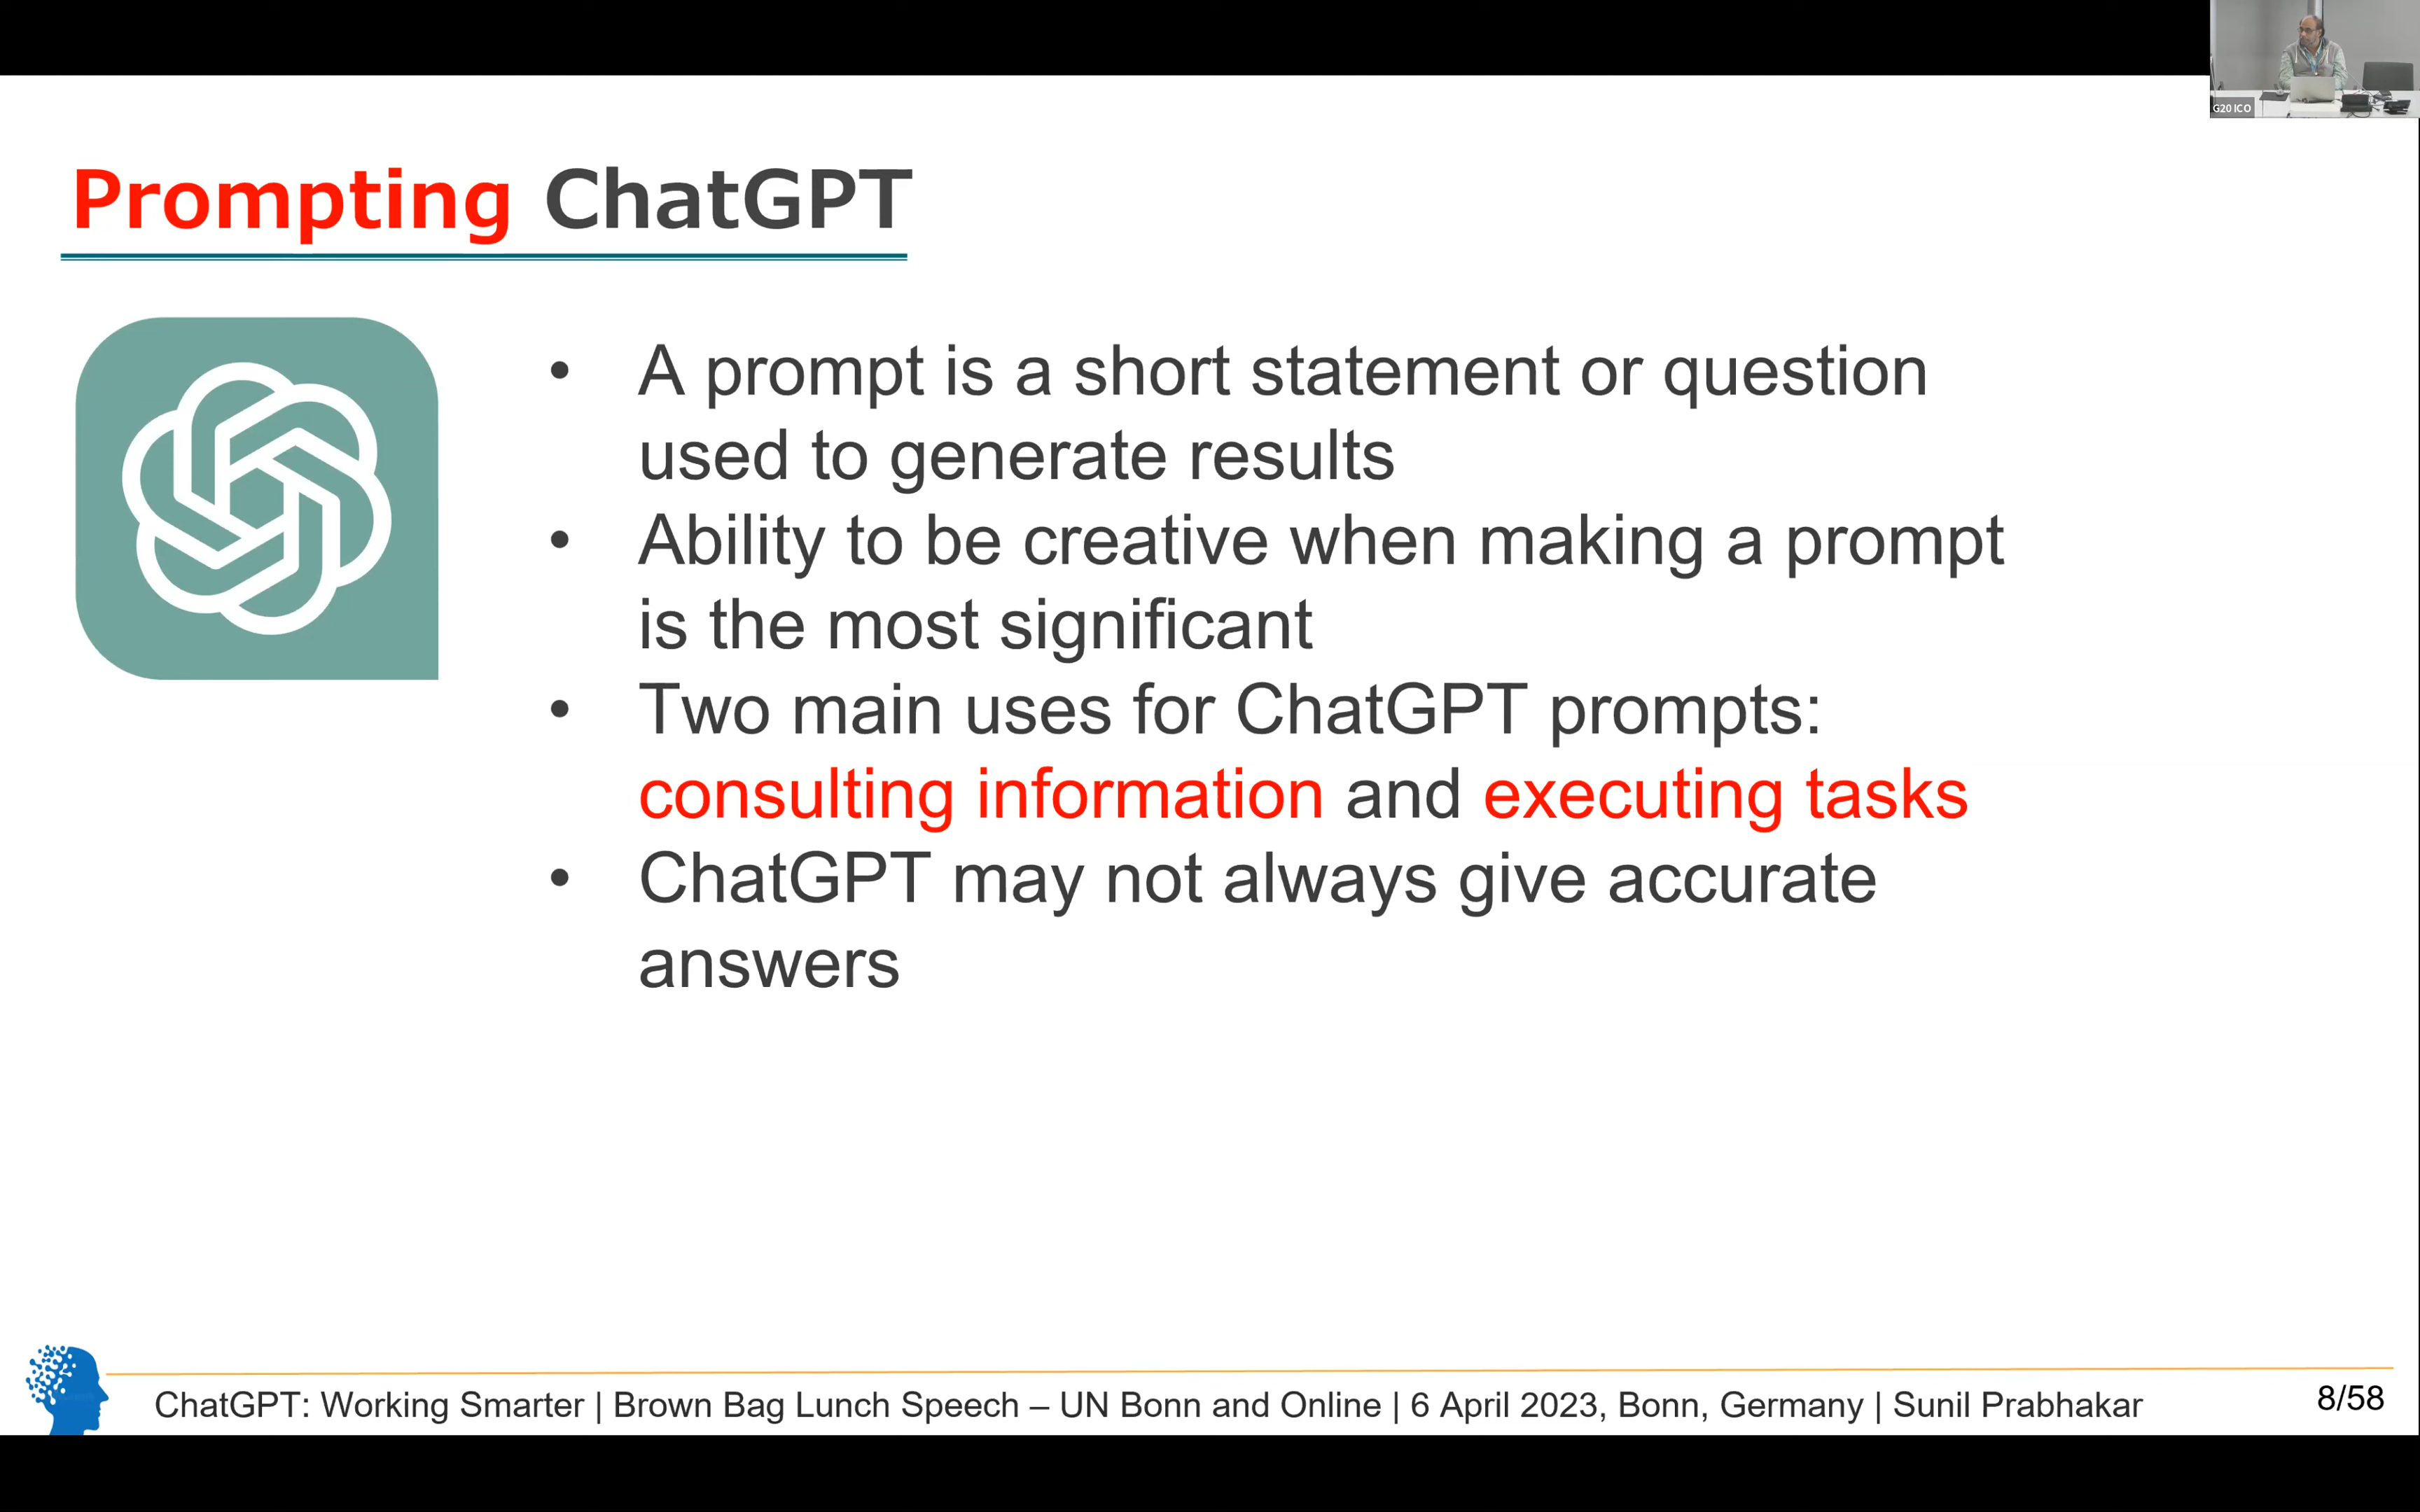 G20 ICO
Prompting ChatGPT
• A prompt is a short statement or question
used to generate results
• Ability to be creative when making a prompt
is the most significant
• Two main uses for ChatGPT prompts:
consulting information and executing tasks
• ChatGPT may not always give accurate
answers
ChatGPT: Working Smarter | Brown Bag Lunch Speech – UN Bonn and Online | 6 April 2023, Bonn, Germany | Sunil Prabhakar
8/58